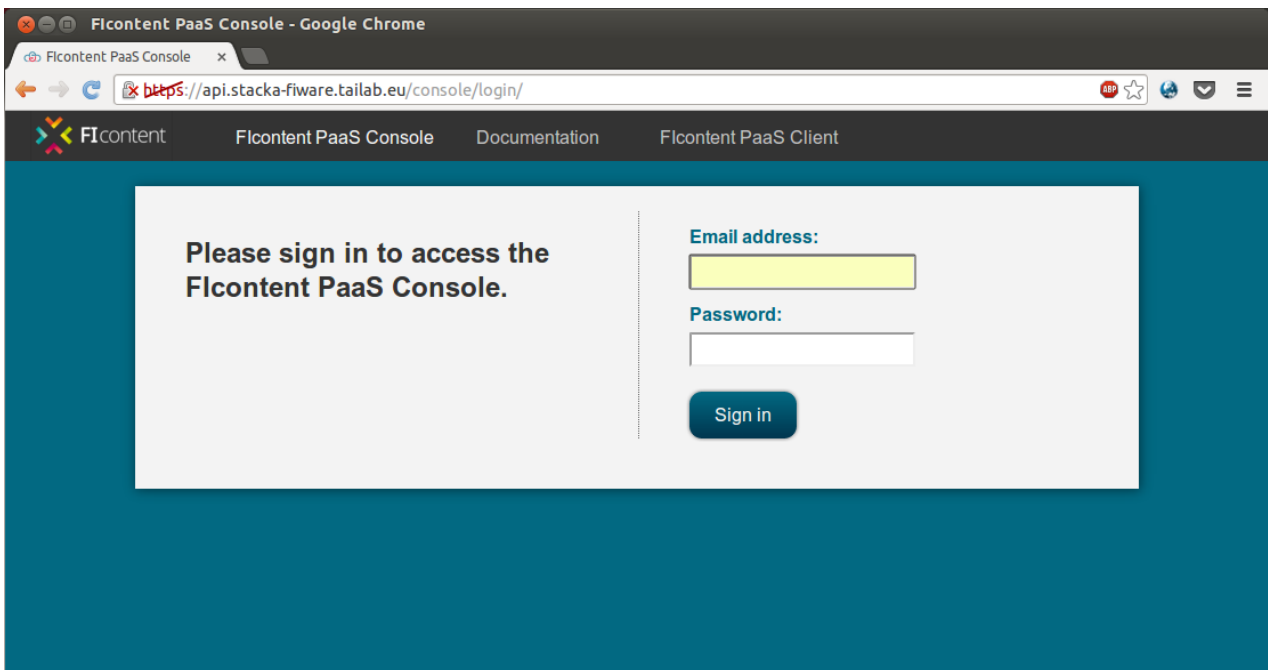 FIcontent PaaS Console - Google Chrome
FIcontent PaaS Console
https://api.stacka-fiware.tailab.eu/console/login/
ABP
FIcontent
FIcontent PaaS Console Documentation FIcontent PaaS Client
Please sign in to access the
FIcontent PaaS Console.
Email address:
Password:
Sign in